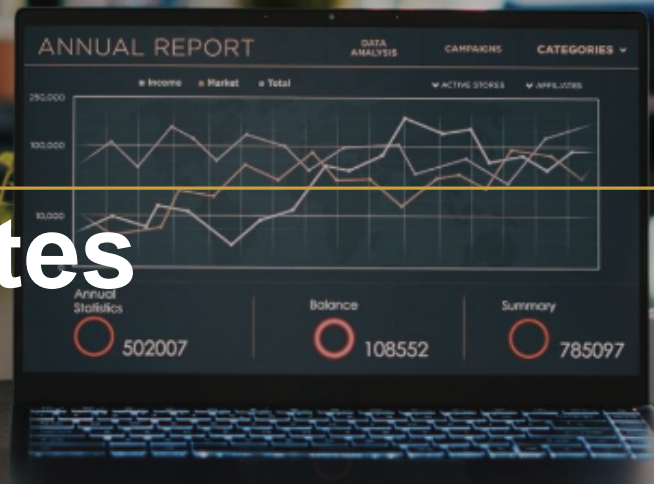 ANNUAL REPORT
DATA
ANALYSIS
CAMPAIGNS
CATEGORIES
Income
Market
Total
ACTIVE STORES
AFFILIATES
250,000
100,000
10,000
tes
Annual
Statistics
502007
Balance
108552
Summary
785097